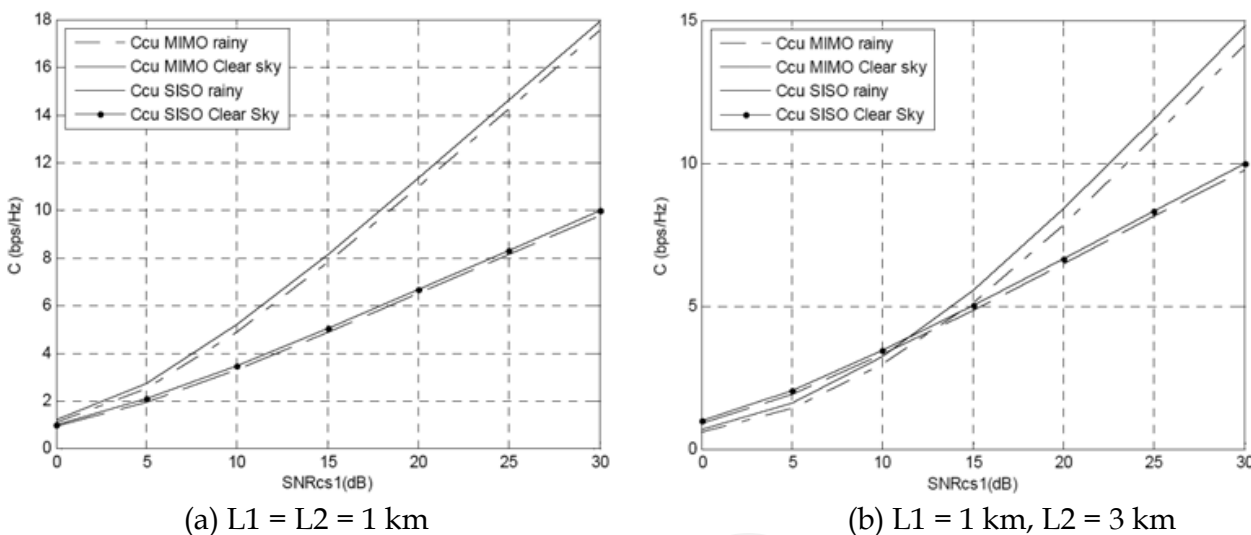 18
16
14
12
10
8
6
4
2
0
C (bps/Hz)
Ccu MIMO rainy
Ccu MIMO Clear sky
Ccu SISO rainy
Ccu SISO Clear Sky
0 5 10 15 20 25 30
SNRcs1(dB)
(a) L1 = L2 = 1 km
15
10
5
0
C (bps/Hz)
Ccu MIMO rainy
Ccu MIMO Clear sky
Ccu SISO rainy
Ccu SISO Clear Sky
0 5 10 15 20 25 30
SNRcs1(dB)
(b) L1 = 1 km, L2 = 3 km